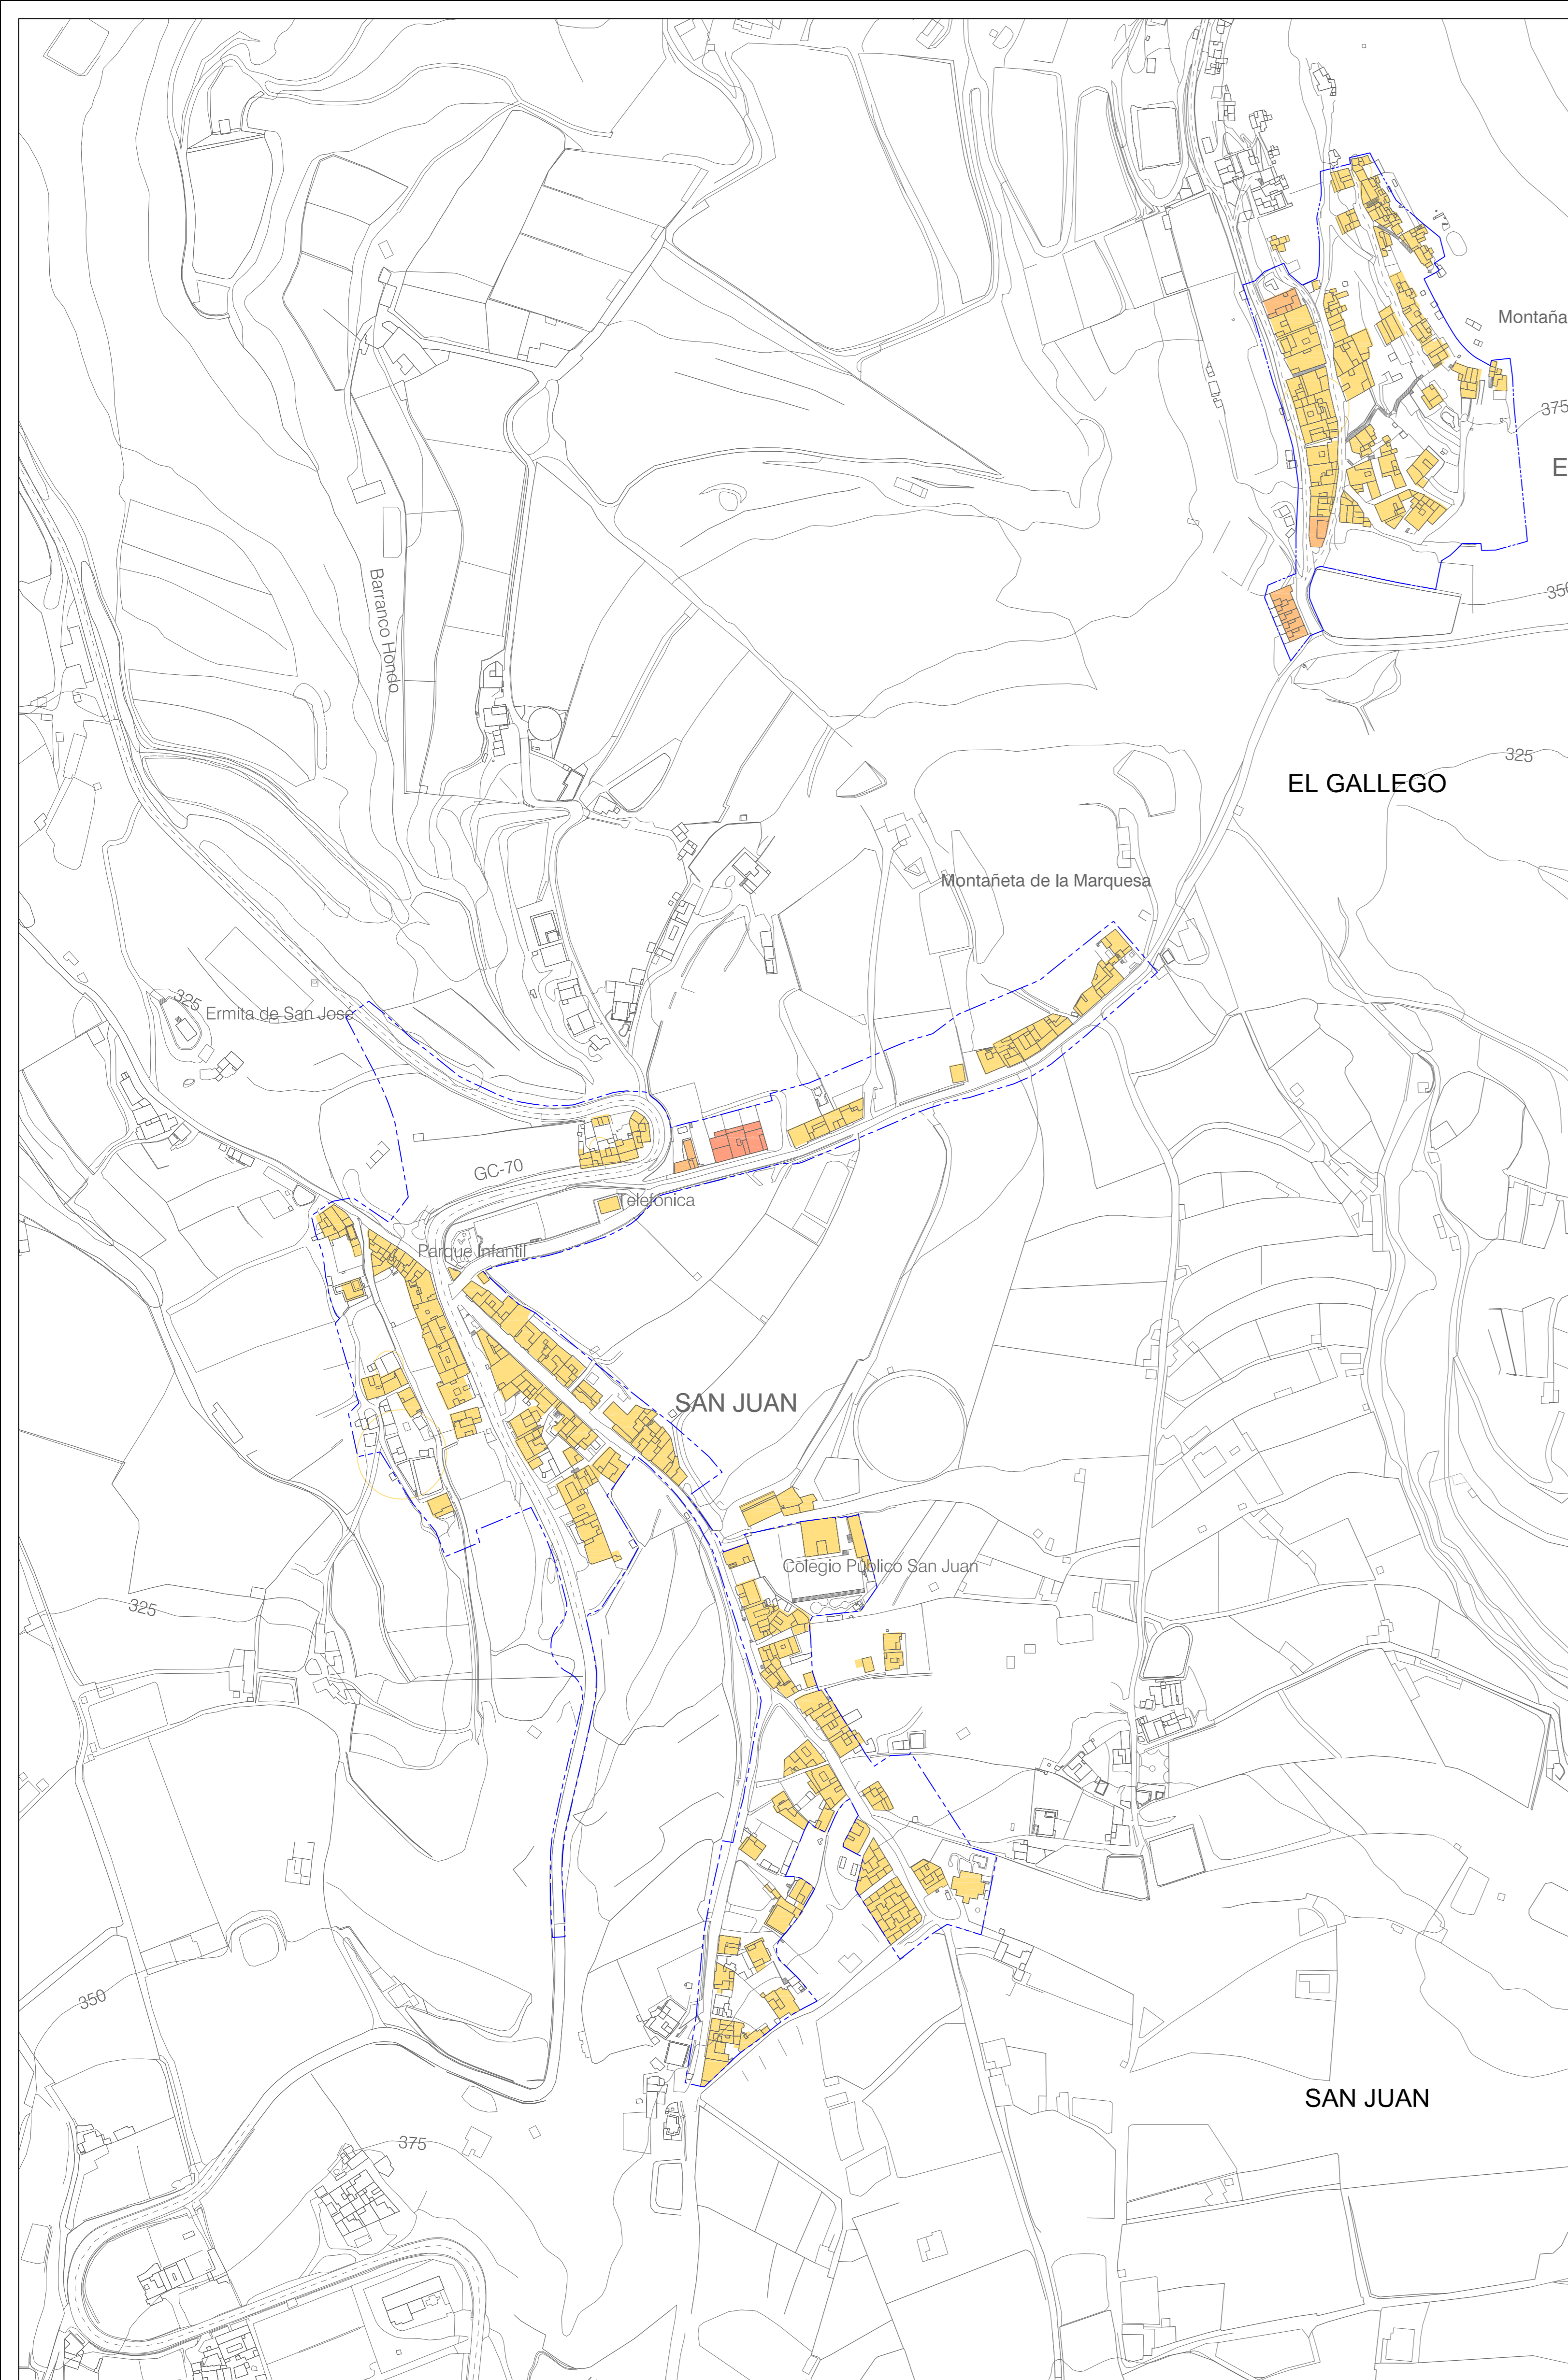 Montaña
375
E
Barranco Hondo
350
325
EL GALLEGO
Montañeta de la Marquesa
325
Ermita de San José
GC-70
Telefónica
Parque Infantil
SAN JUAN
Colegio Público San Juan
325
350
SAN JUAN
375